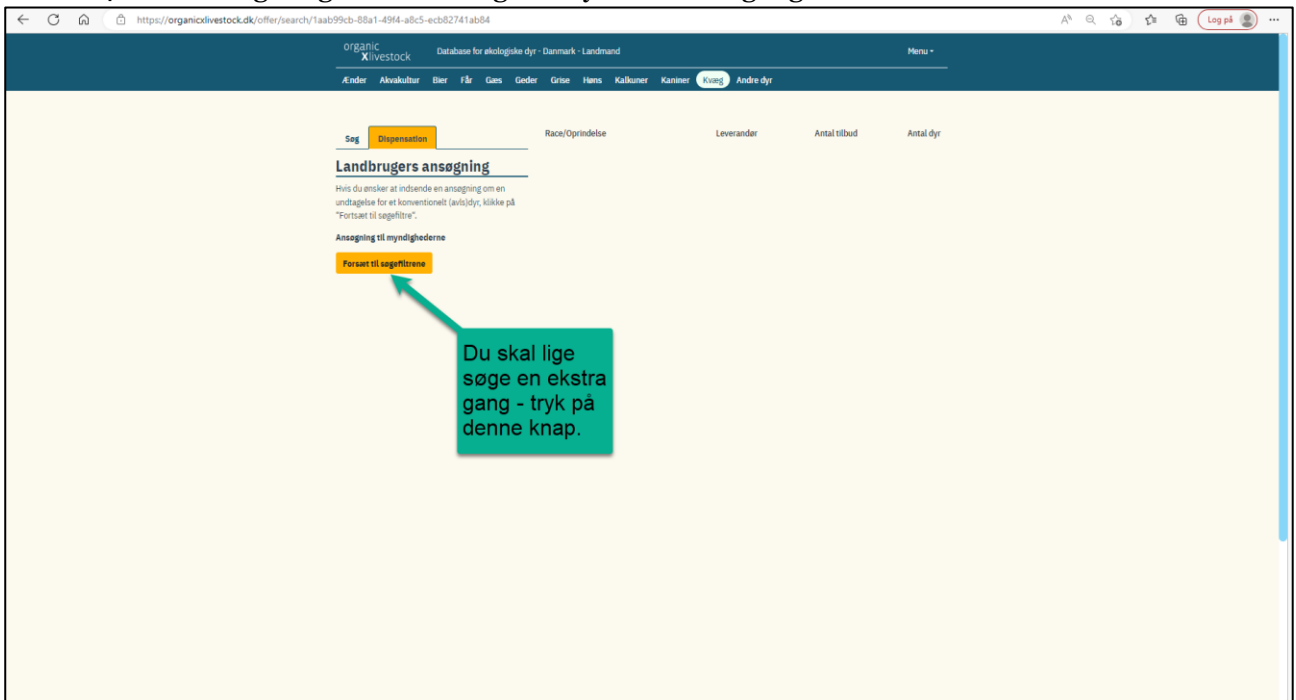 https://organicxlivestock.dk/offer/search/1aab99cb-88a1-49f4-a8c5-ecb82741ab84
Log på
organic
Xlivestock
Database for økologiske dyr - Danmark - Landmand
Menu
Ænder Akvakultur Bier Får Gæs Geder Grise Høns Kalkuner Kaniner Kvæg Andre dyr
Søg Dispensation
Race/Oprindelse Leverandør Antal tilbud Antal dyr
Landbrugers ansøgning
Hvis du ønsker at indsende en ansøgning om en
undtagelse for et konventionelt (avls)dyr, klikke på
"Fortsæt til søgefiltre".
Ansøgning til myndighederne
Forsæt til søgefiltrene
Du skal lige
søge en ekstra
gang - tryk på
denne knap.